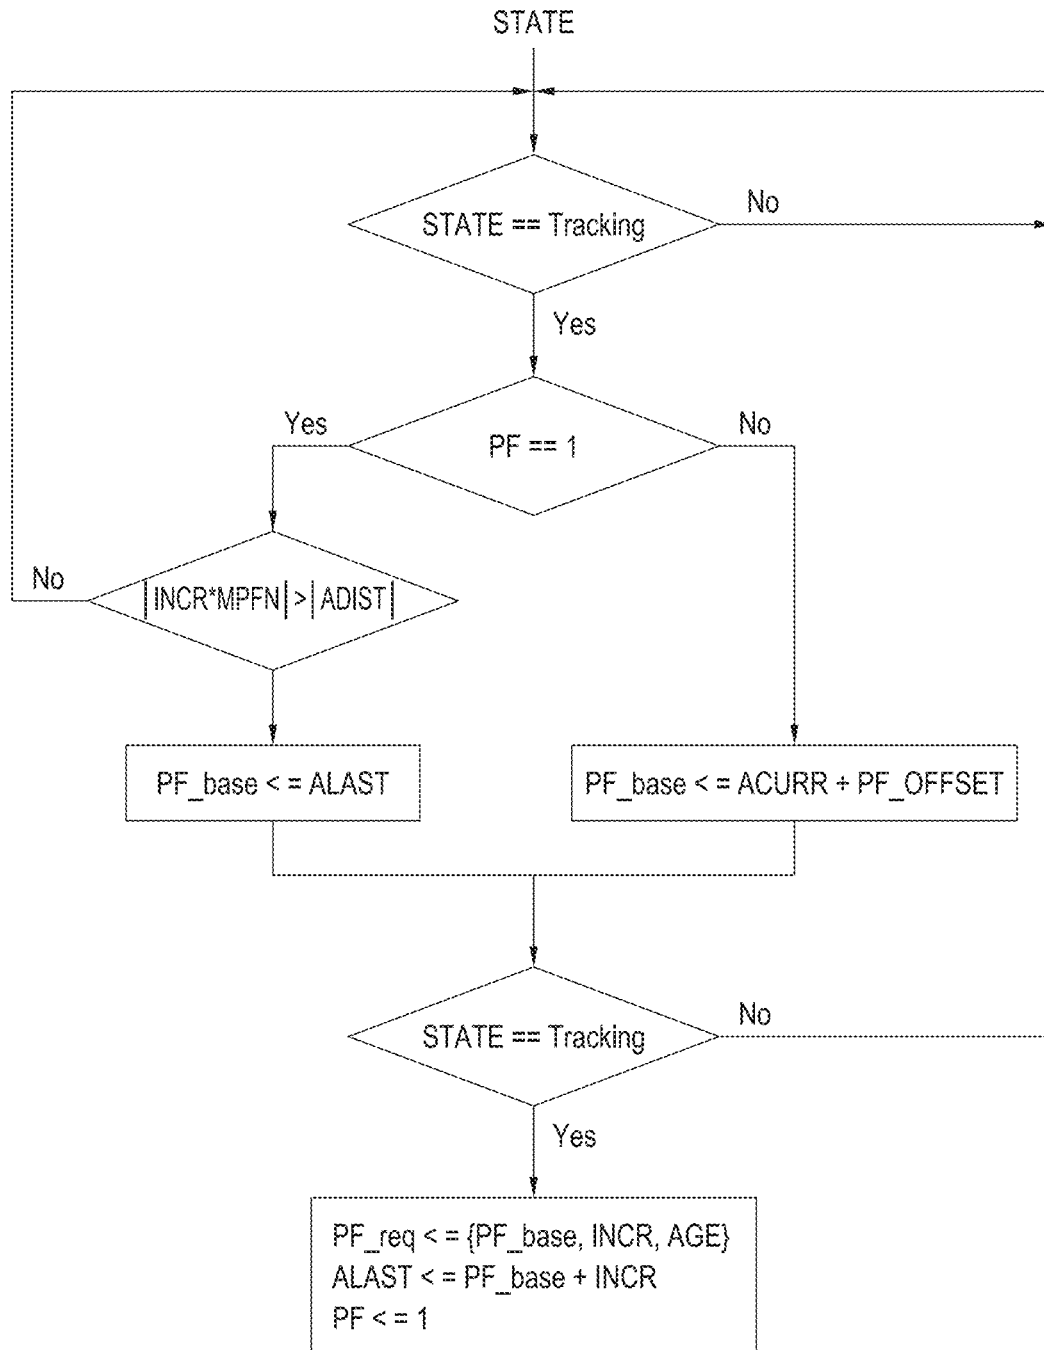 STATE
STATE == Tracking
No
Yes
PF == 1
Yes
No
|INCR*MPFN|>|ADIST|
No
PF_base < = ALAST
PF_base < = ACURR + PF_OFFSET
STATE == Tracking
No
Yes
PF_req < = {PF_base, INCR, AGE}
ALAST < = PF_base + INCR
PF < = 1